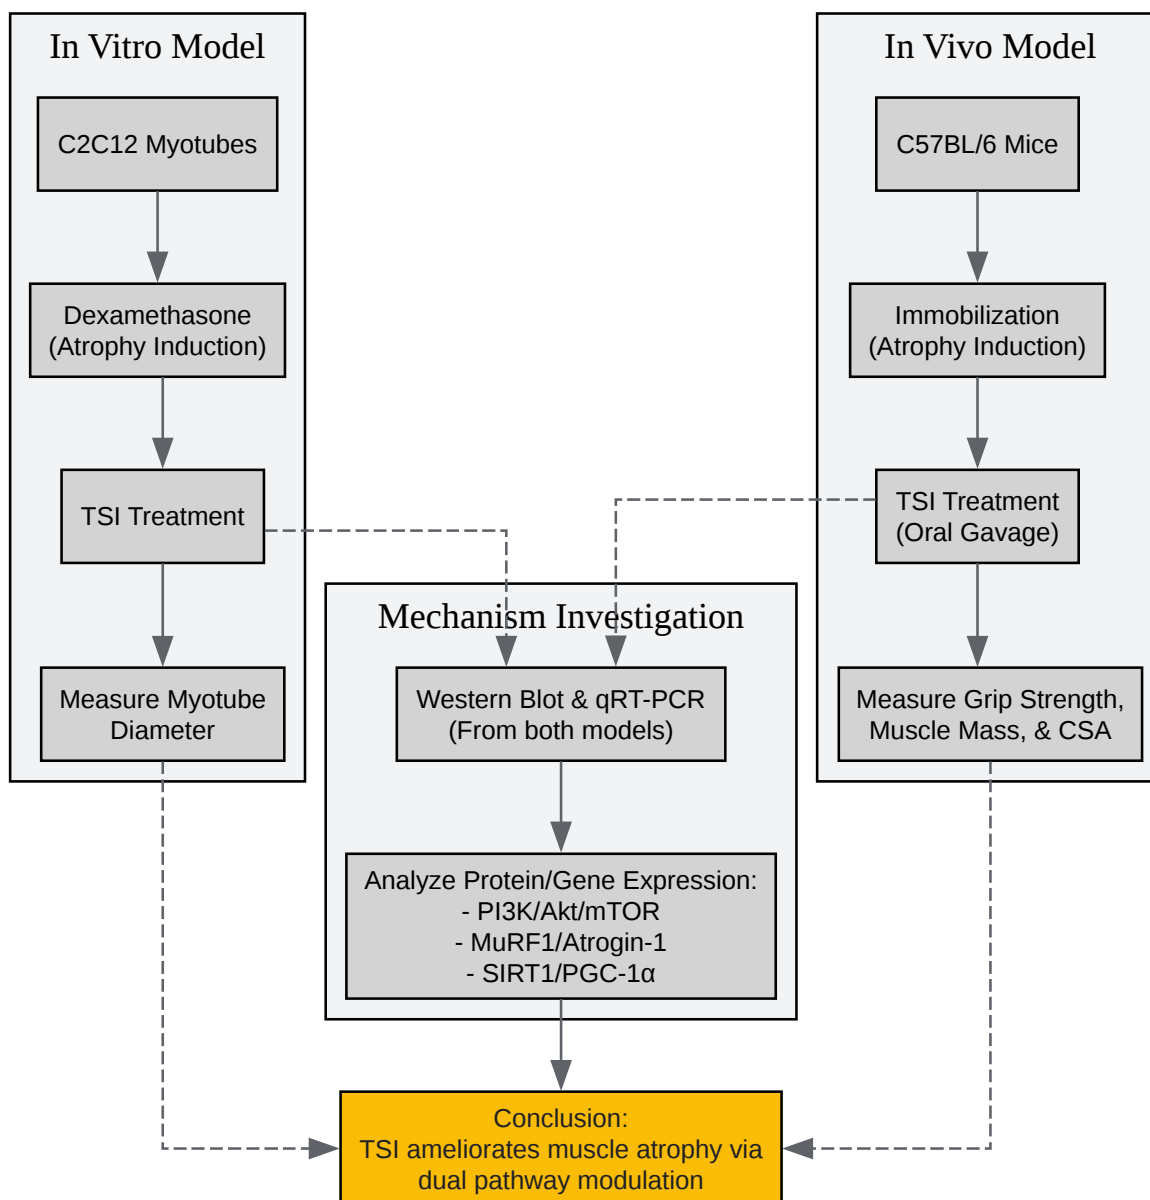 In Vitro Model
C2C12 Myotubes
Dexamethasone
(Atrophy Induction)
TSI Treatment
Measure Myotube
Diameter
In Vivo Model
C57BL/6 Mice
Immobilization
(Atrophy Induction)
TSI Treatment
(Oral Gavage)
Measure Grip Strength,
Muscle Mass, & CSA
Mechanism Investigation
Western Blot & qRT-PCR
(From both models)
Analyze Protein/Gene Expression:
- PI3K/Akt/mTOR
- MuRF1/Atrogin-1
- SIRT1/PGC-1α
Conclusion:
TSI ameliorates muscle atrophy via
dual pathway modulation